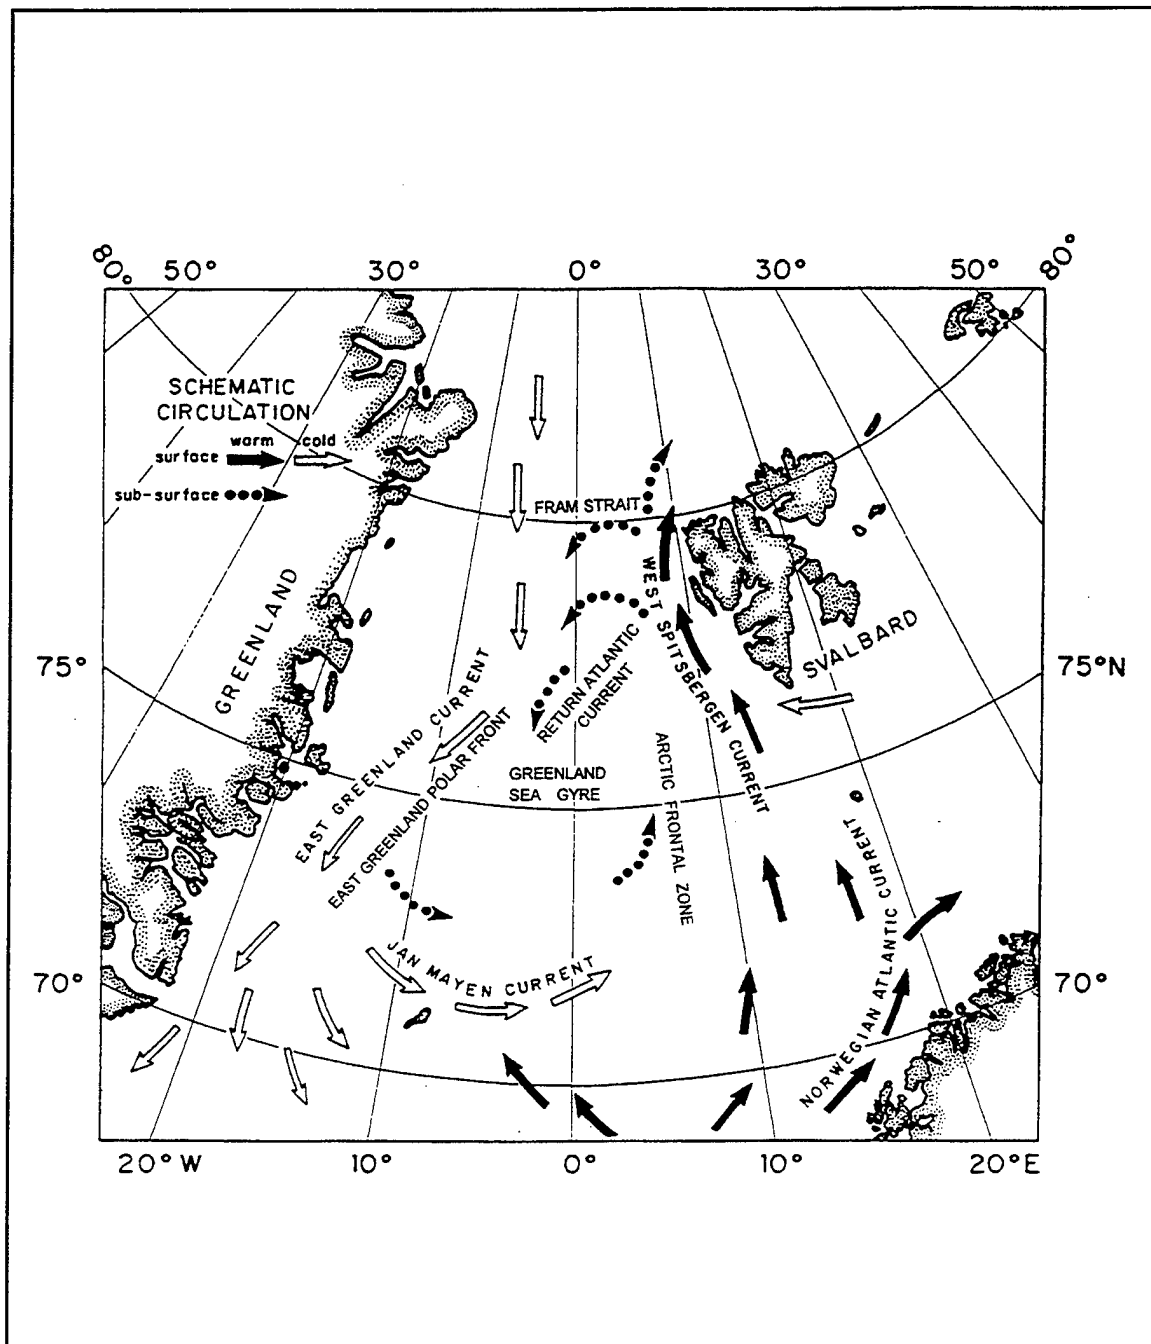 80° 50° 30° 0° 30° 50° 80°
SCHEMATIC
CIRCULATION
warm cold
surface
sub-surface
FRAM STRAIT
GREENLAND
WEST SPITSBERGEN CURRENT
SVALBARD
75° 75°N
RETURN ATLANTIC
CURRENT
EAST GREENLAND CURRENT
EAST GREENLAND POLAR FRONT
GREENLAND
SEA GYRE
ARCTIC FRONTAL ZONE
JAN MAYEN CURRENT
NORWEGIAN ATLANTIC CURRENT
70° 70°
20°W 10° 0° 10° 20°E